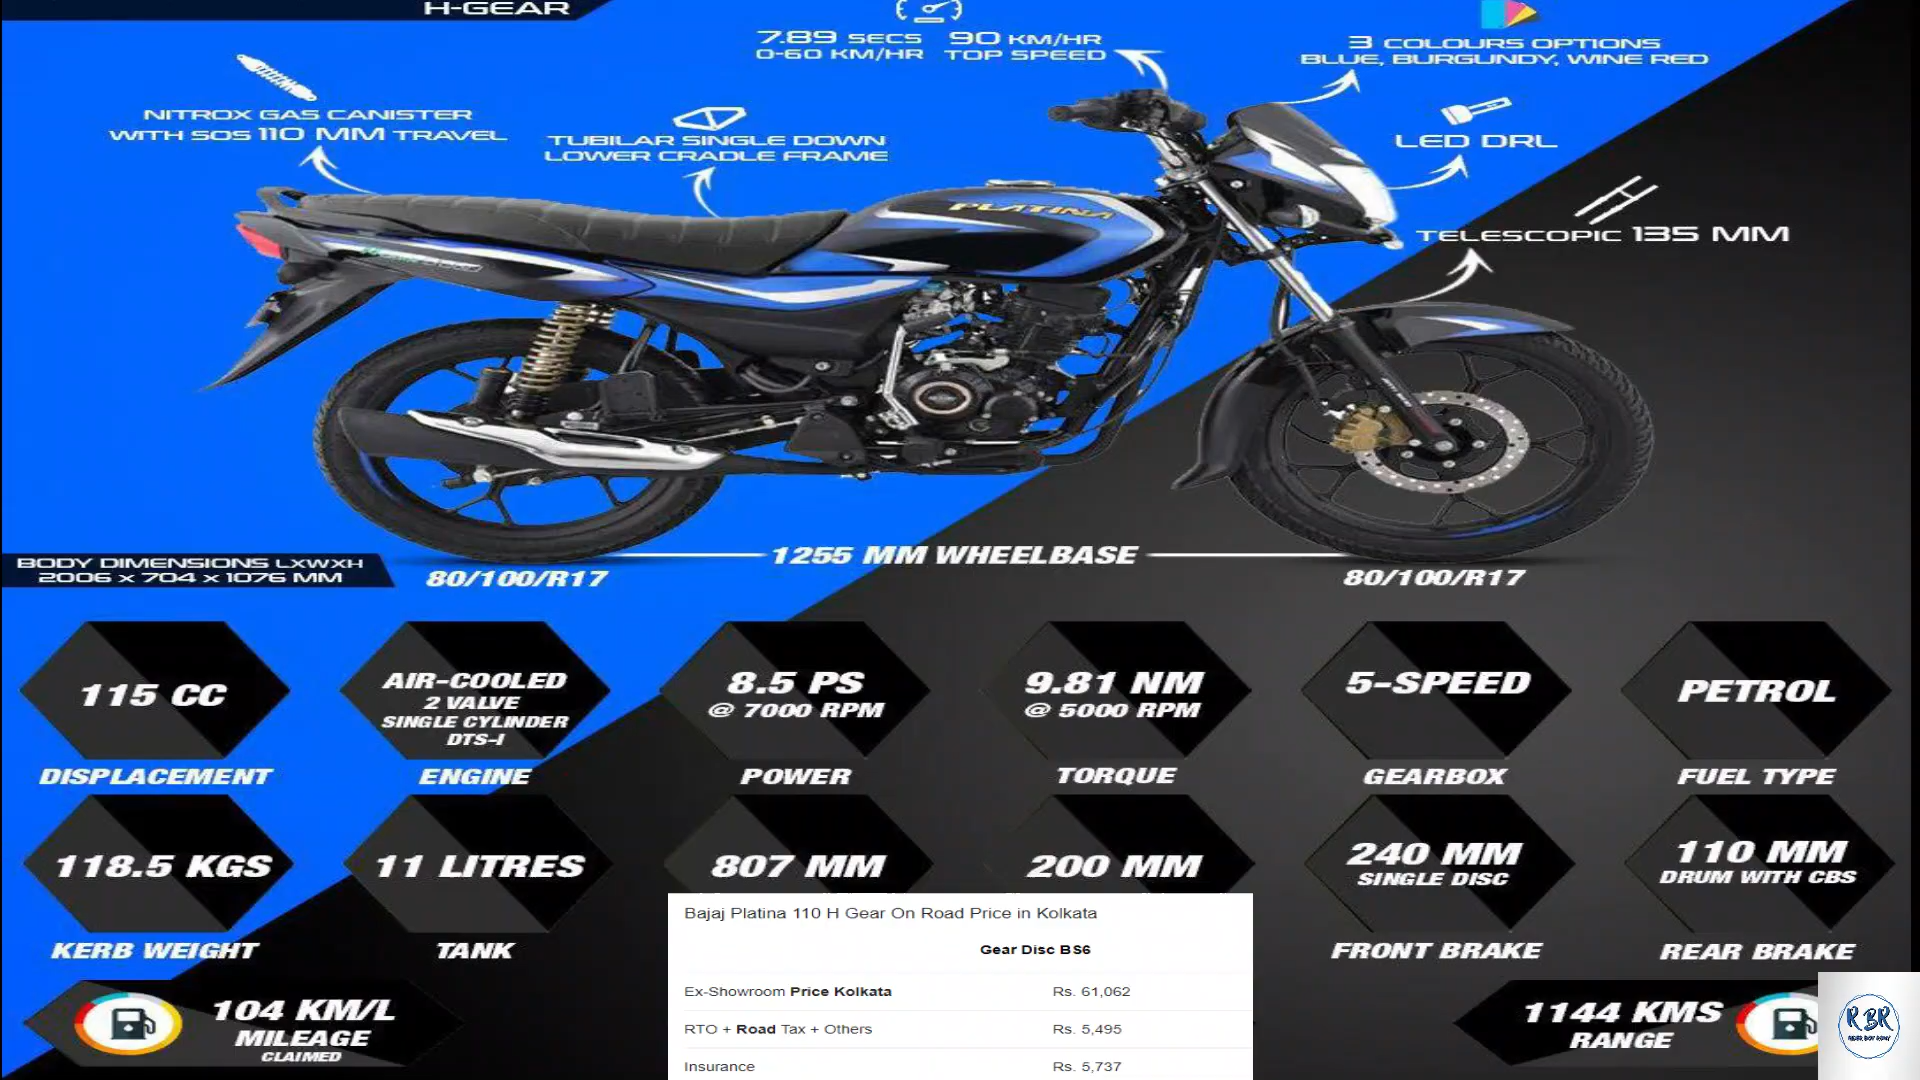 H-GEAR
7.89 SECS 90 KM/HR
0-60 KM/HR TOP SPEED
3 COLOURS OPTIONS
BLUE, BURGUNDY, WINE RED
NITROX GAS CANISTER
WITH SOS 110 MM TRAVEL
TUBILAR SINGLE DOWN
LOWER CRADLE FRAME
LED DRL
TELESCOPIC 135 MM
PLATINA
BODY DIMENSIONS LXWXH
2006 x 704 x 1076 MM
1255 MM WHEELBASE
80/100/R17
80/100/R17
115 CC
DISPLACEMENT
AIR-COOLED
2 VALVE
SINGLE CYLINDER
DTS-I
ENGINE
8.5 PS
@ 7000 RPM
POWER
9.81 NM
@ 5000 RPM
TORQUE
5-SPEED
GEARBOX
PETROL
FUEL TYPE
118.5 KGS
KERB WEIGHT
11 LITRES
TANK
807 MM
200 MM
240 MM
SINGLE DISC
FRONT BRAKE
110 MM
DRUM WITH CBS
REAR BRAKE
104 KM/L
MILEAGE
CLAIMED
Bajaj Platina 110 H Gear On Road Price in Kolkata
Gear Disc BS6
Ex-Showroom Price Kolkata Rs. 61,062
RTO + Road Tax + Others Rs. 5,495
Insurance Rs. 5,737
1144 KMS
RANGE
RBR